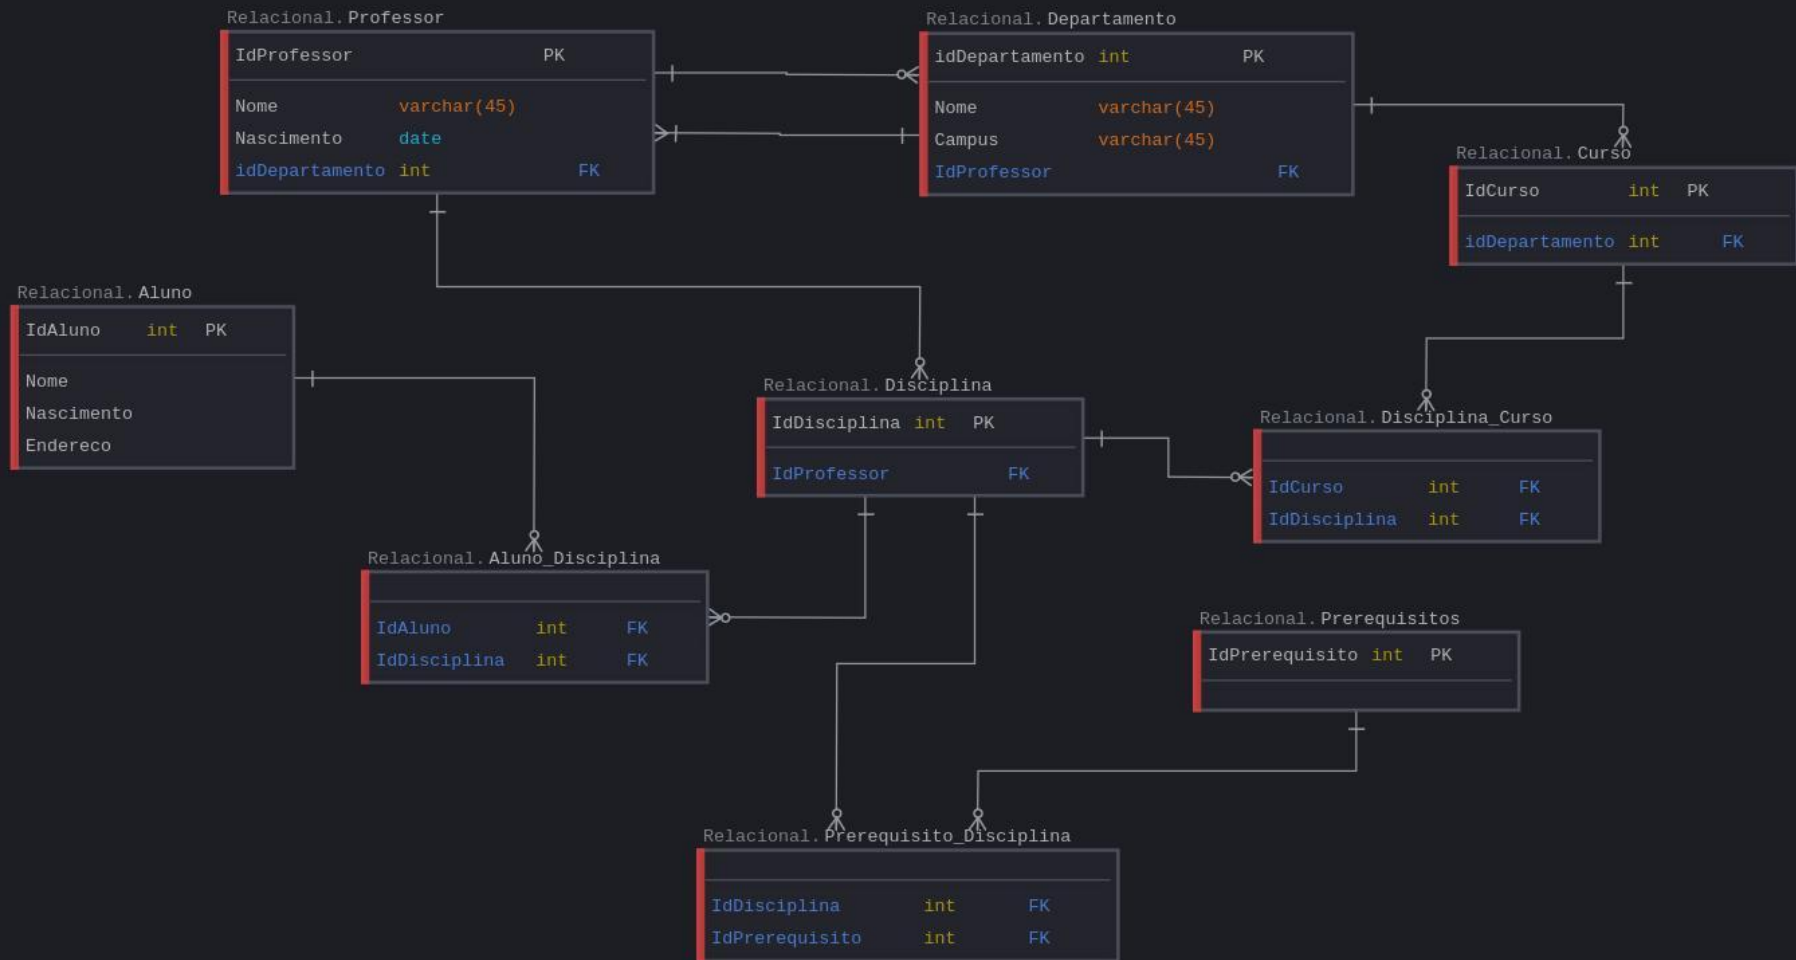 Relacional.Professor
IdProfessor PK
Nome varchar(45)
Nascimento date
idDepartamento int FK
Relacional.Departamento
idDepartamento int PK
Nome varchar(45)
Campus varchar(45)
IdProfessor FK
Relacional.Curso
IdCurso int PK
idDepartamento int FK
Relacional.Aluno
IdAluno int PK
Nome
Nascimento
Endereco
Relacional.Disciplina
IdDisciplina int PK
IdProfessor FK
Relacional.Disciplina_Curso
IdCurso int FK
IdDisciplina int FK
Relacional.Aluno_Disciplina
IdAluno int FK
IdDisciplina int FK
Relacional.Prerequisitos
IdPrerequisito int PK
Relacional.Prerequisito_Disciplina
IdDisciplina int FK
IdPrerequisito int FK